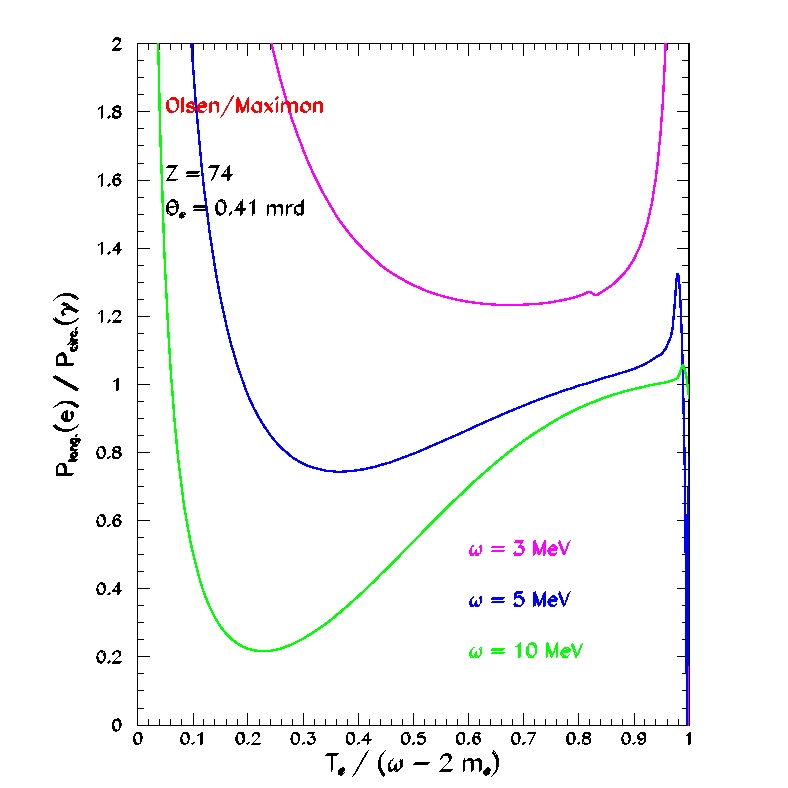 2
1.8
1.6
1.4
1.2
1
0.8
0.6
0.4
0.2
0
Olsen/Maximon
Z = 74
Θe = 0.41 mrd
Plong.(e) / Pcirc.(γ)
ω = 3 MeV
ω = 5 MeV
ω = 10 MeV
0 0.1 0.2 0.3 0.4 0.5 0.6 0.7 0.8 0.9 1
Te / (ω − 2 me)